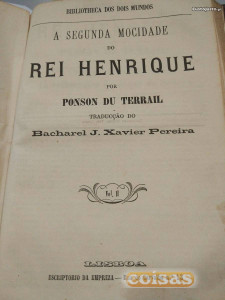 BIBLIOTHECA DOS DOIS MUNDOS
A SEGUNDA MOCIDADE
DO
REI HENRIQUE
POR
PONSON DU TERRAIL
TRADUCÇÃO DO
Bacharel J. Xavier Pereira
Vol. II
LISBOA
ESCRIPTORIO DA EMPREZA
coisas